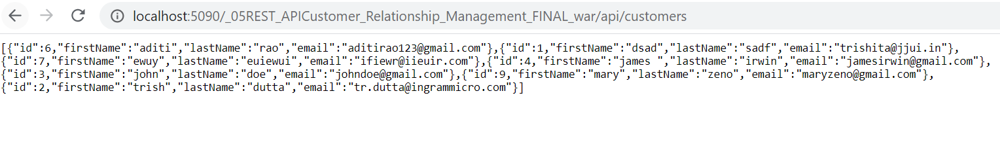 localhost:5090/_05REST_APICustomer_Relationship_Management_FINAL_war/api/customers
[{"id":6,"firstName":"aditi","lastName":"rao","email":"aditirao123@gmail.com"},{"id":1,"firstName":"dsad","lastName":"sadf","email":"trishita@jjui.in"},
{"id":7,"firstName":"ewuy","lastName":"euiewui","email":"ifiewr@iieuir.com"},{"id":4,"firstName":"james ","lastName":"irwin","email":"jamesirwin@gmail.com"},
{"id":3,"firstName":"john","lastName":"doe","email":"johndoe@gmail.com"},{"id":9,"firstName":"mary","lastName":"zeno","email":"maryzeno@gmail.com"},
{"id":2,"firstName":"trish","lastName":"dutta","email":"tr.dutta@ingrammicro.com"}]